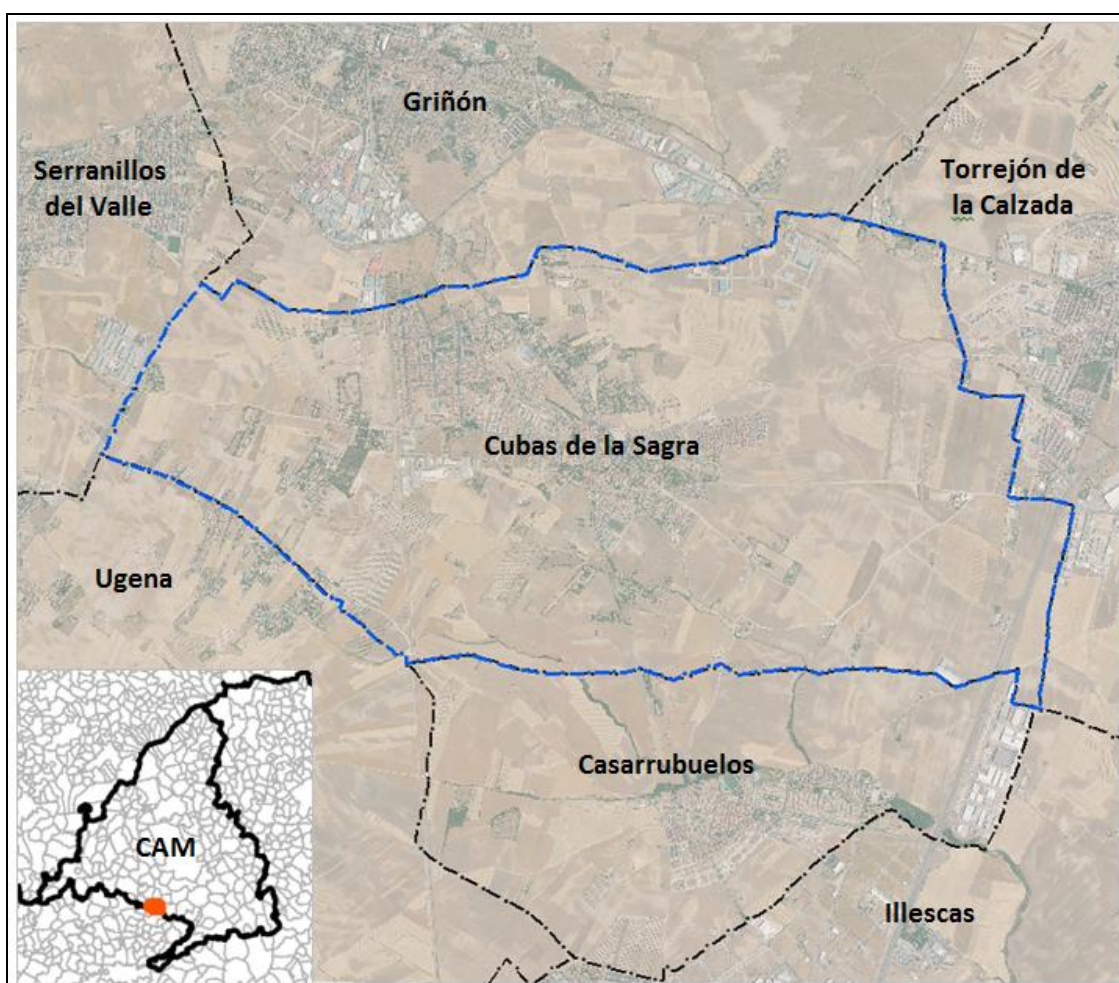 Griñón
Serranillos
del Valle
Torrejón de
la Calzada
Cubas de la Sagra
Ugena
Casarrubuelos
CAM
Illescas